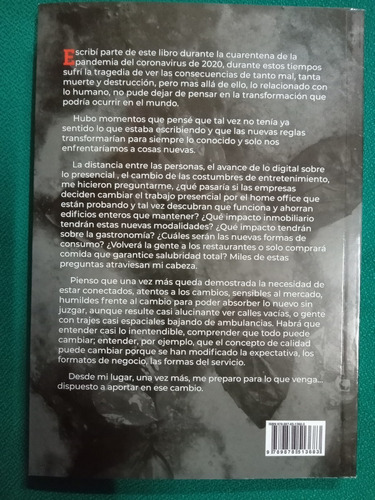 Escribí parte de este libro durante la cuarentena de la
pandemia del coronavirus de 2020, durante estos tiempos
sufrí la tragedia de ver las consecuencias de tanto mal, tanta
muerte y destrucción, pero mas allá de ello, lo relacionado con
lo humano, no pude dejar de pensar en la transformación que
podría ocurrir en el mundo.
Hubo momentos que pensé que tal vez no tenía ya
sentido lo que estaba escribiendo y que las nuevas reglas
transformarían para siempre lo conocido y solo nos
enfrentaríamos a cosas nuevas.
La distancia entre las personas, el avance de lo digital sobre
lo presencial , el cambio de las costumbres de entretenimiento,
me hicieron preguntarme, ¿qué pasaría si las empresas
deciden cambiar el trabajo presencial por el home office que
están probando y tal vez descubran que funciona y ahorran
edificios enteros que mantener? ¿Qué impacto inmobiliario
tendrán estas nuevas modalidades? ¿Qué impacto tendrán
sobre la gastronomía? ¿Cuáles serán las nuevas formas de
consumo? ¿Volverá la gente a los restaurantes o solo comprará
comida que garantice salubridad total? Miles de estas
preguntas atraviesan mi cabeza.
Pienso que una vez más queda demostrada la necesidad de
estar conectados, atentos a los cambios, sensibles al mercado,
humildes frente al cambio para poder absorber lo nuevo sin
juzgar, aunque resulte casi alucinante ver calles vacías, o gente
con trajes casi espaciales bajando de ambulancias. Habrá que
entender casi lo inentendible, comprender que todo puede
cambiar; entender, por ejemplo, que el concepto de calidad
puede cambiar porque se han modificado la expectativa, los
formatos de negocio, las formas del servicio.
Desde mi lugar, una vez más, me preparo para lo que venga...
dispuesto a aportar en ese cambio.